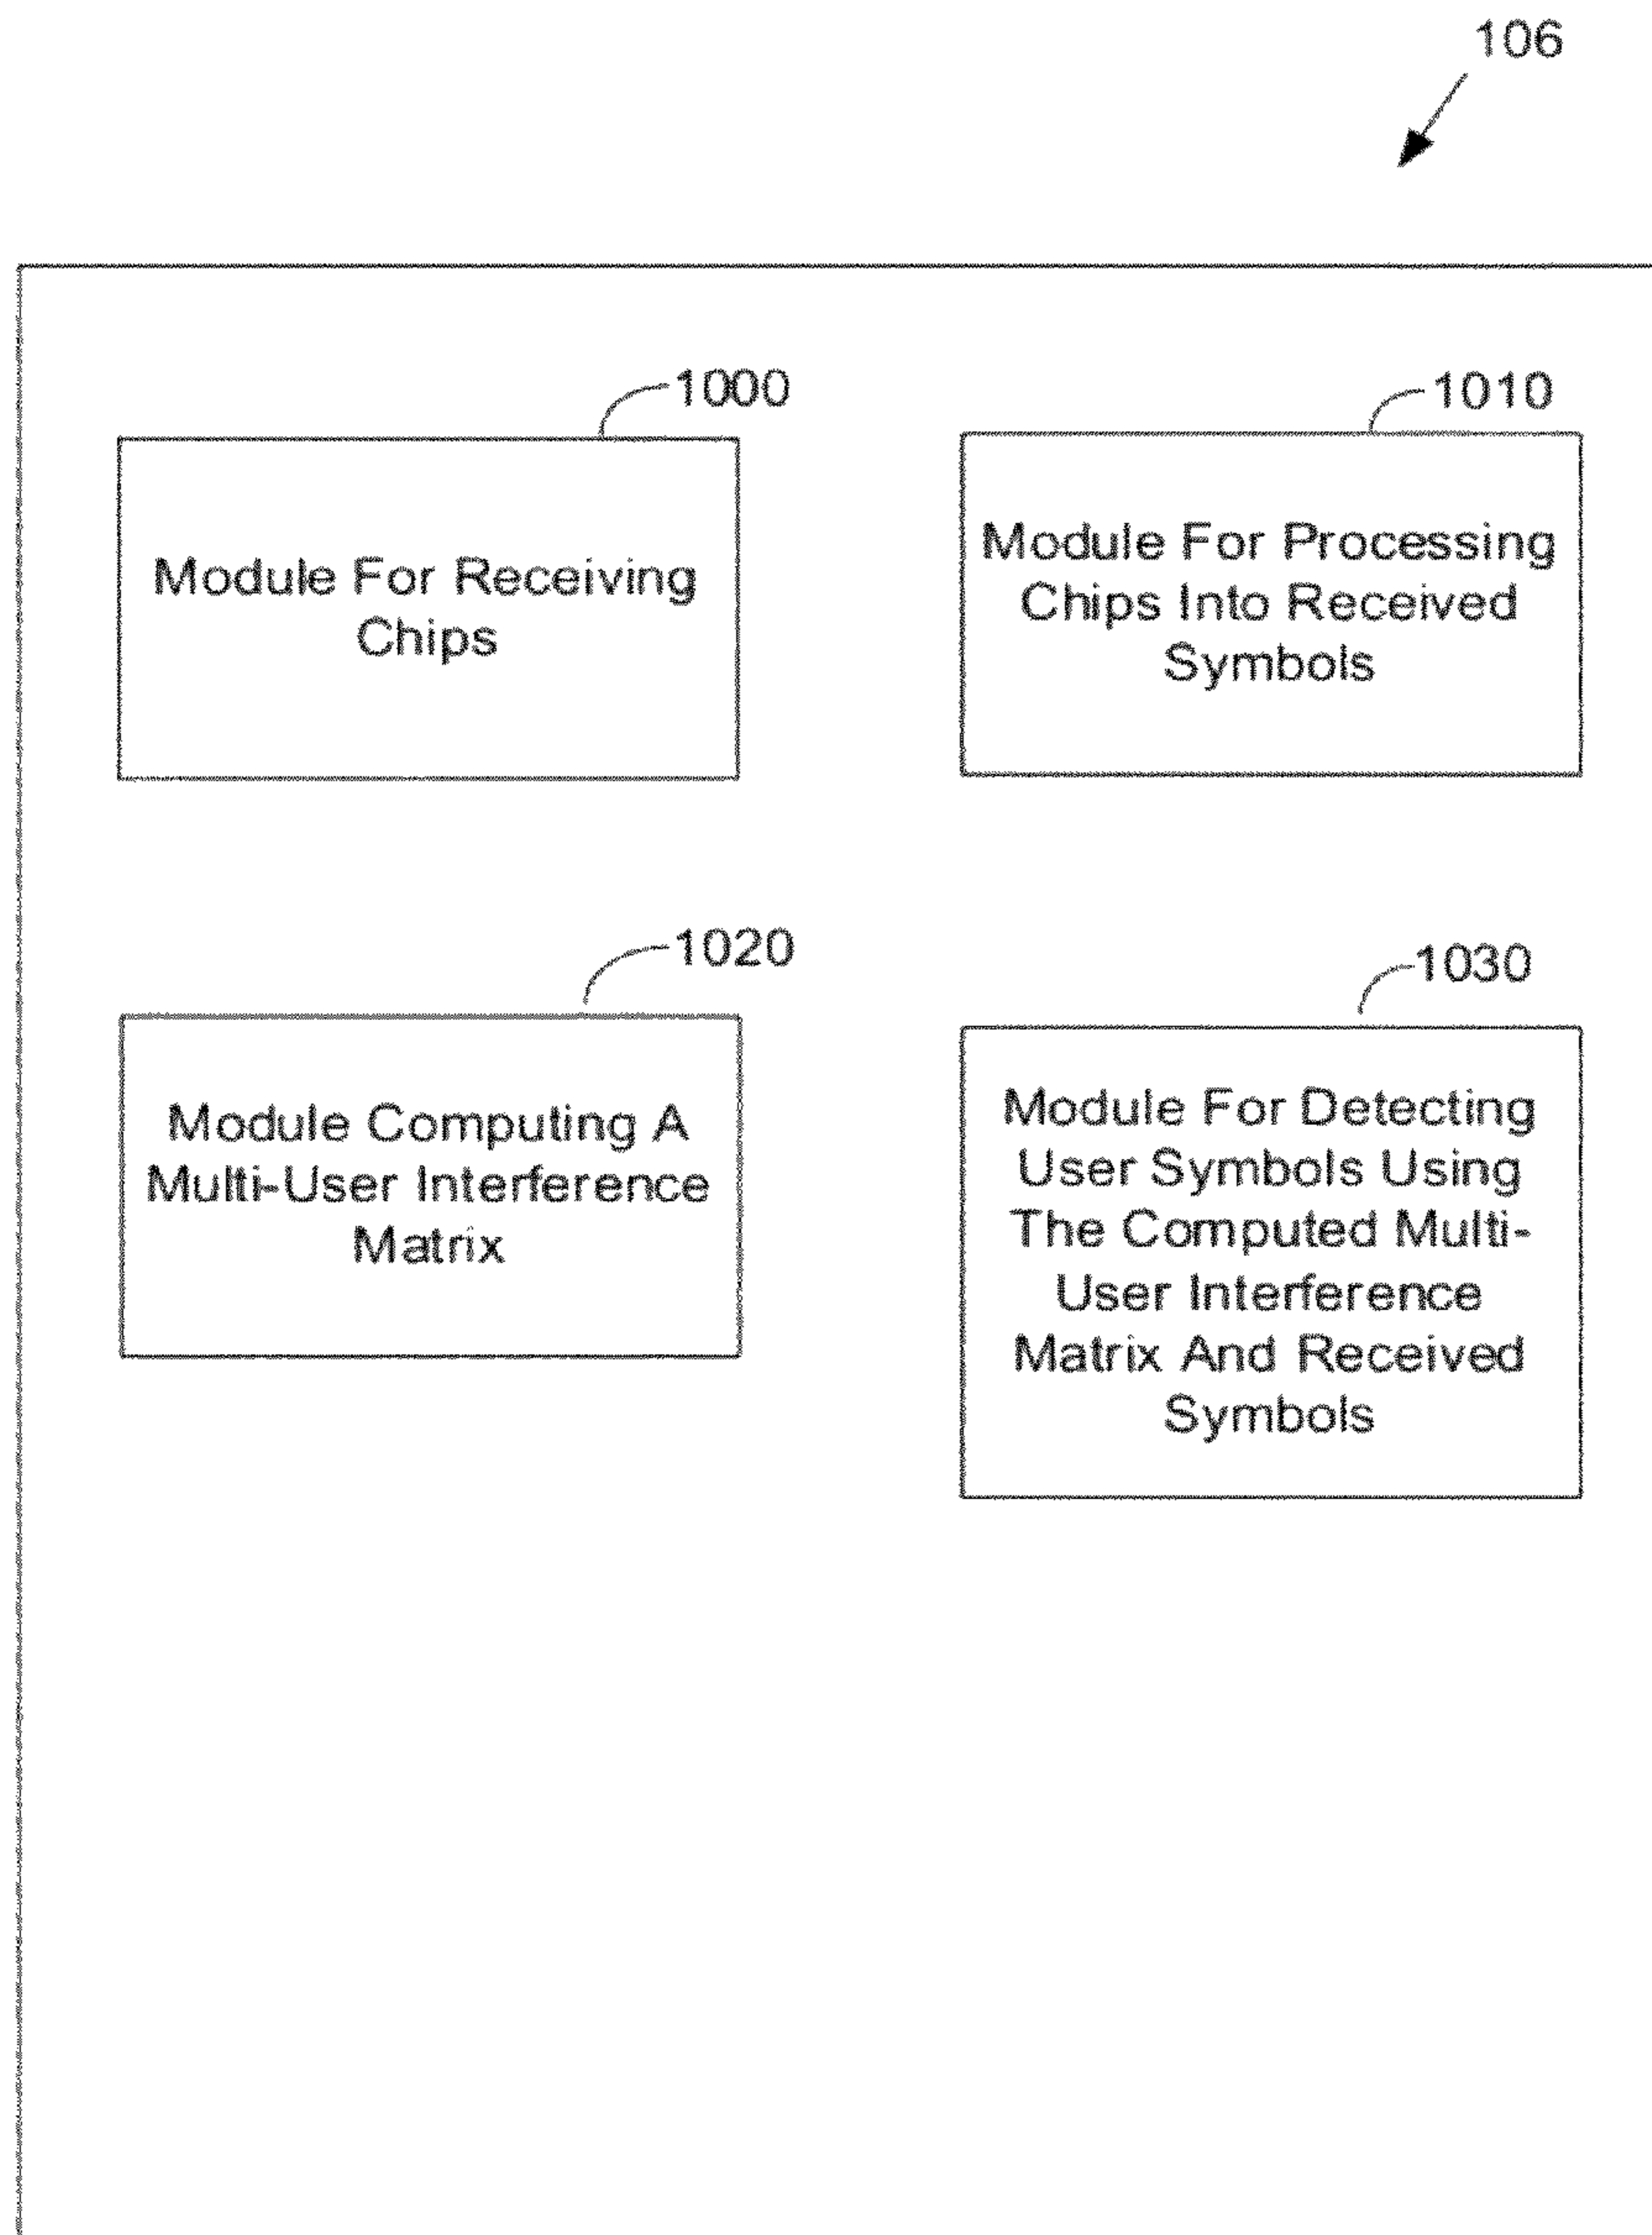 106
1000
Module For Receiving
Chips
1010
Module For Processing
Chips Into Received
Symbols
1020
Module Computing A
Multi-User Interference
Matrix
1030
Module For Detecting
User Symbols Using
The Computed Multi-
User Interference
Matrix And Received
Symbols